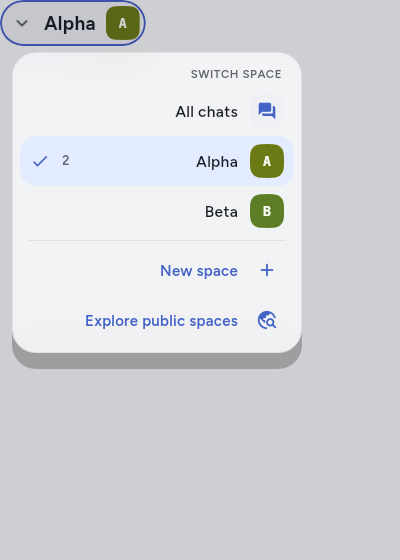 Alpha A
SWITCH SPACE
All chats
2 Alpha A
Beta B
New space
Explore public spaces